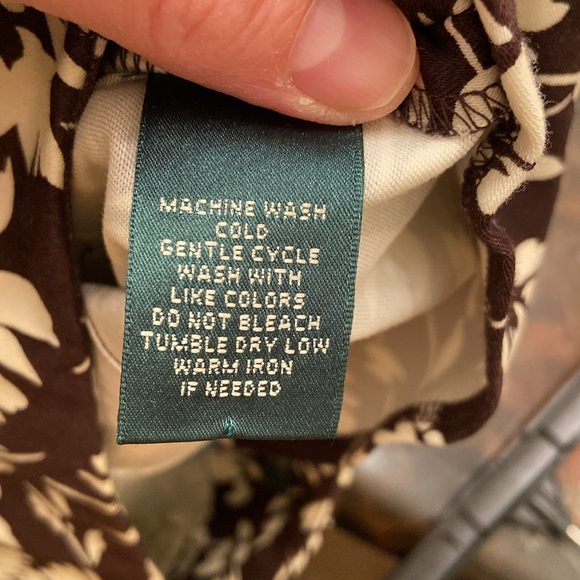 MACHINE WASH
COLD
GENTLE CYCLE
WASH WITH
LIKE COLORS
DO NOT BLEACH
TUMBLE DRY LOW
WARM IRON
IF NEEDED